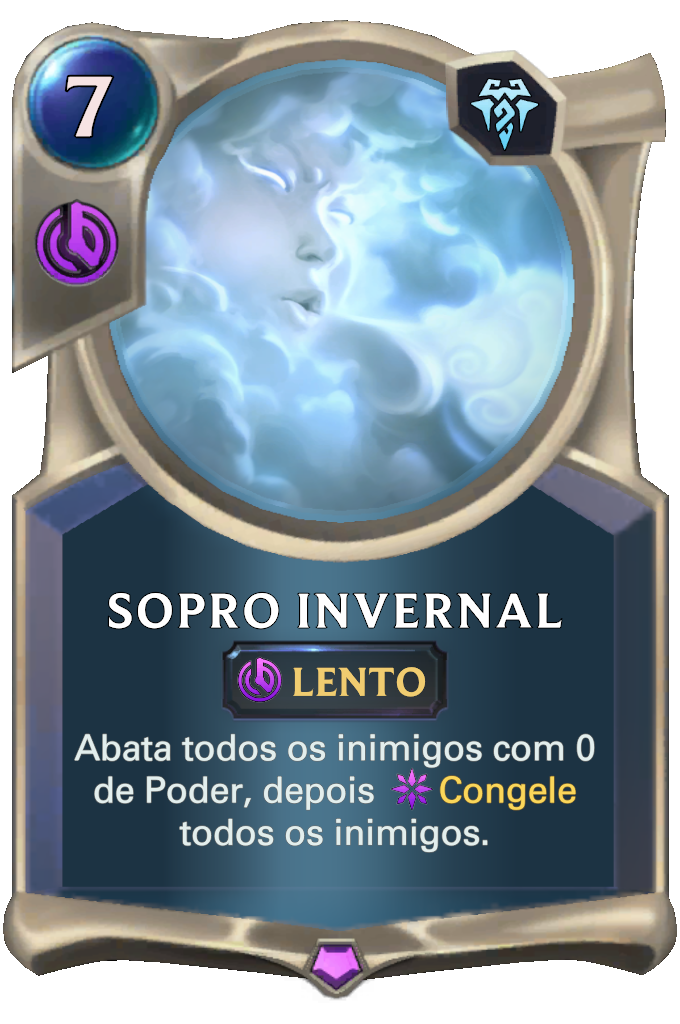 7
SOPRO INVERNAL
LENTO
Abata todos os inimigos com 0
de Poder, depois Congele
todos os inimigos.